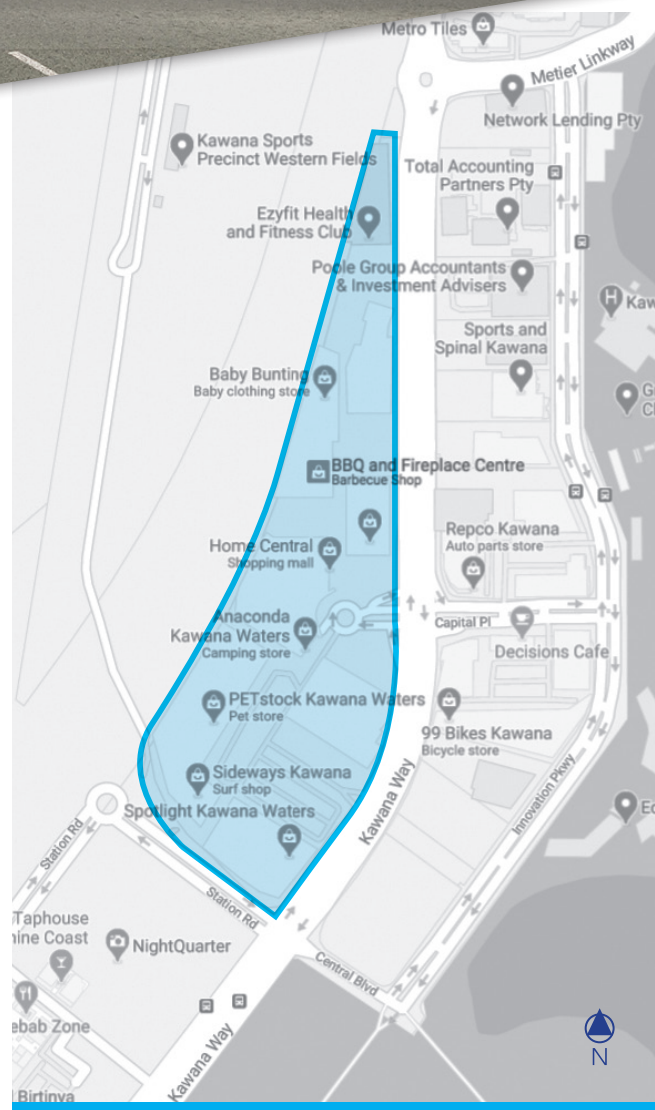 Metro Tiles
Metier Linkway
Network Lending Pty
Kawana Sports
Precinct Western Fields
Total Accounting
Partners Pty
Ezyfit Health
and Fitness Club
Poole Group Accountants
& Investment Advisers
H
Kaw
Sports and
Spinal Kawana
G
Cl
Baby Bunting
Baby clothing store
BBQ and Fireplace Centre
Barbecue Shop
Repco Kawana
Auto parts store
Home Central
Shopping mall
Anaconda
Kawana Waters
Camping store
Capital Pl
Decisions Cafe
PETstock Kawana Waters
Pet store
99 Bikes Kawana
Bicycle store
Sideways Kawana
Surf shop
Spotlight Kawana Waters
Kawana Way
Innovation Pkwy
Ec
Station Rd
Station Rd
Taphouse
hine Coast
NightQuarter
Central Blvd
ebab Zone
Kawana Way
Birtinya
N